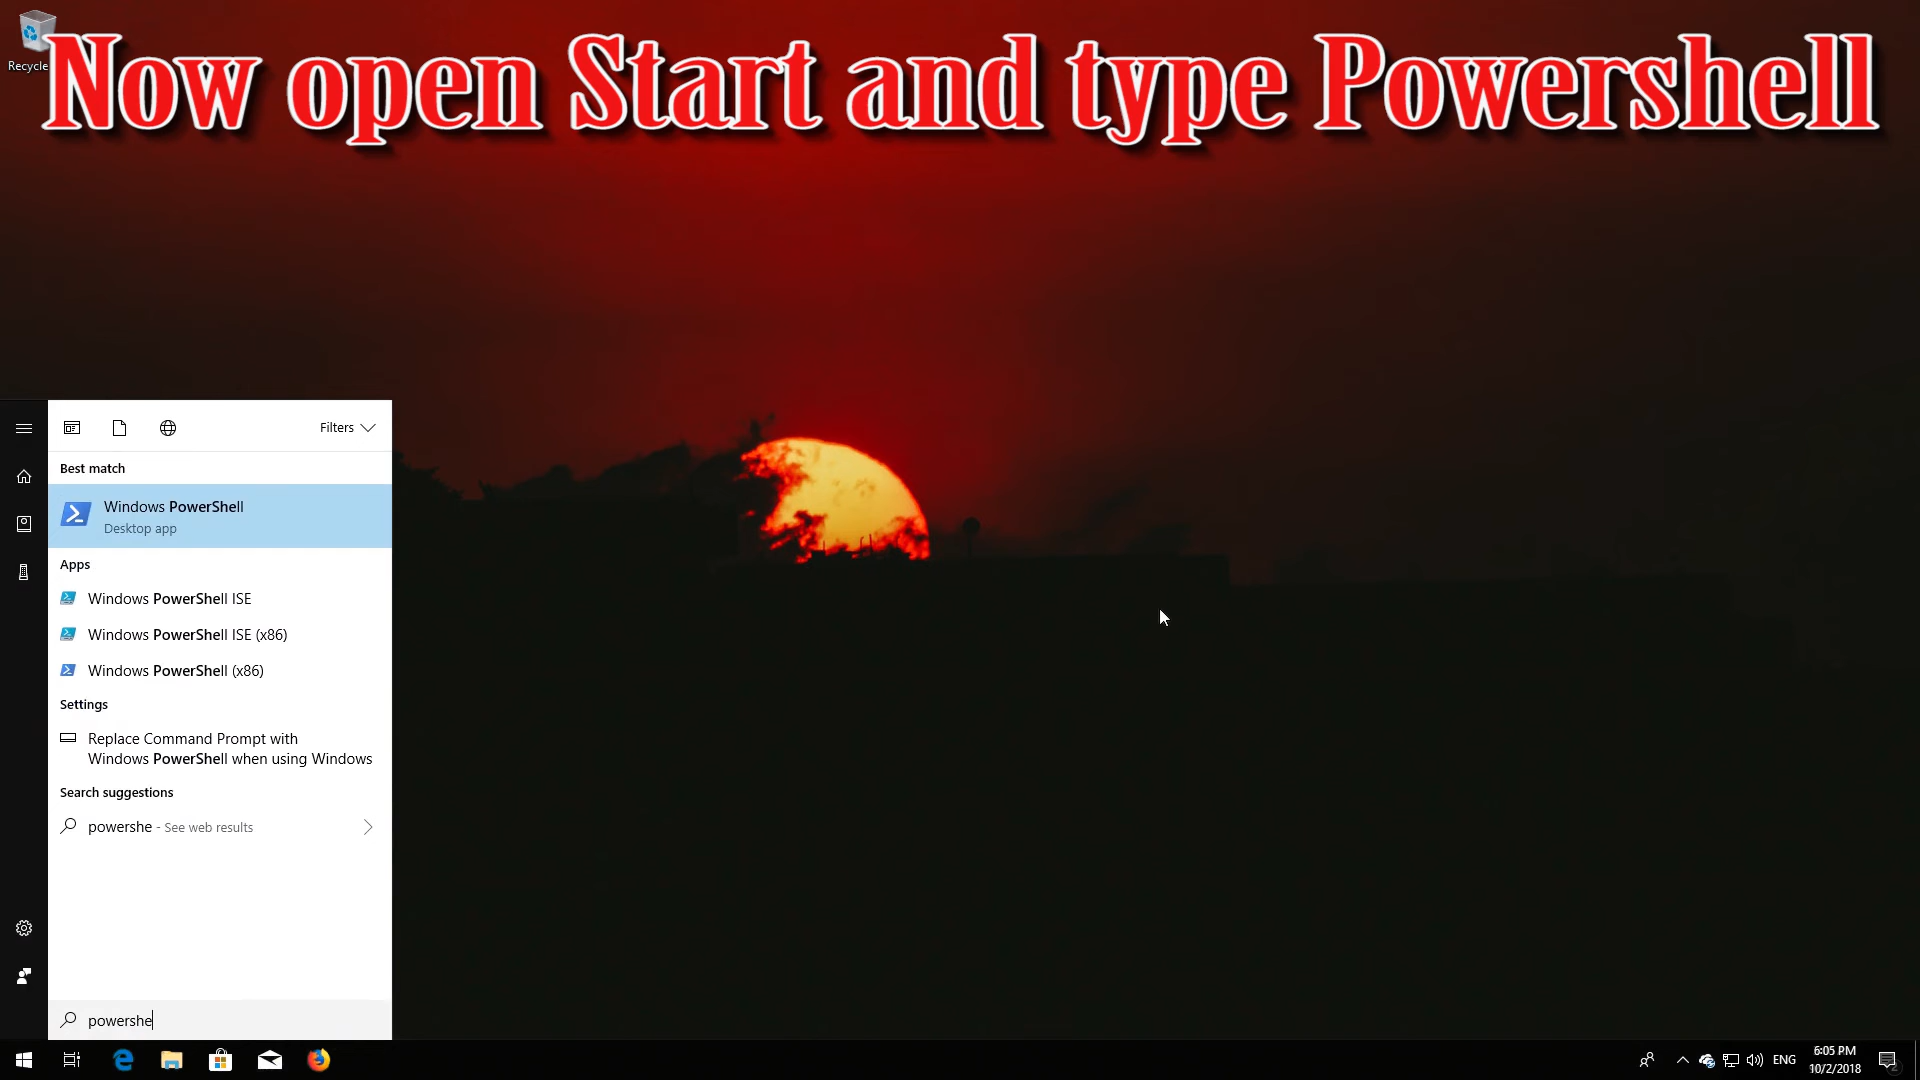 Now open Start and type Powershell
Recycle
Filters
Best match
Windows PowerShell
Desktop app
Apps
Windows PowerShell ISE
Windows PowerShell ISE (x86)
Windows PowerShell (x86)
Settings
Replace Command Prompt with
Windows PowerShell when using Windows
Search suggestions
powershe - See web results
powershe
ENG
6:05 PM
10/2/2018
2